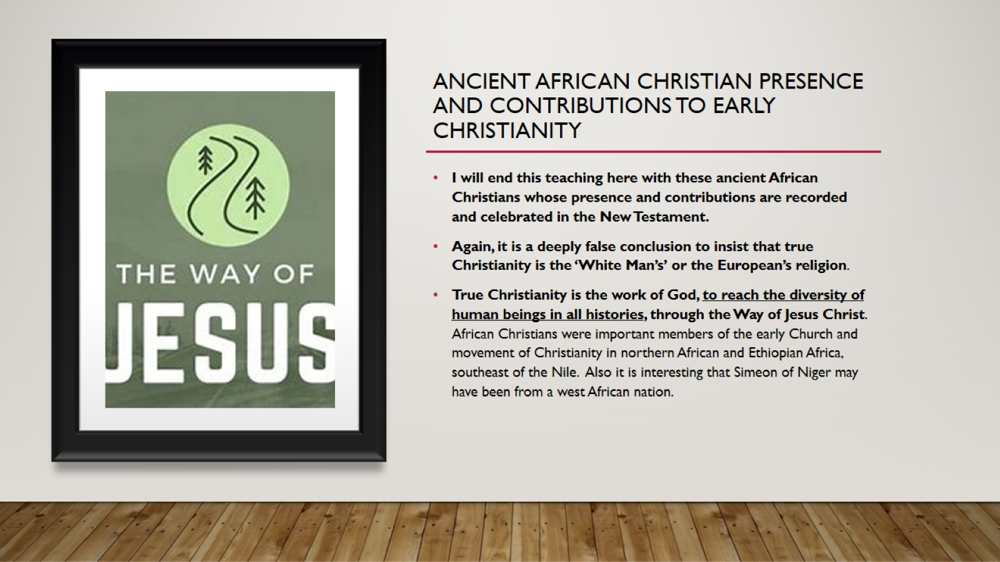 THE WAY OF
JESUS
ANCIENT AFRICAN CHRISTIAN PRESENCE
AND CONTRIBUTIONS TO EARLY
CHRISTIANITY
• I will end this teaching here with these ancient African
Christians whose presence and contributions are recorded
and celebrated in the New Testament.
• Again, it is a deeply false conclusion to insist that true
Christianity is the ‘White Man’s’ or the European’s religion.
• True Christianity is the work of God, to reach the diversity of
human beings in all histories, through the Way of Jesus Christ.
African Christians were important members of the early Church and
movement of Christianity in northern African and Ethiopian Africa,
southeast of the Nile.  Also it is interesting that Simeon of Niger may
have been from a west African nation.